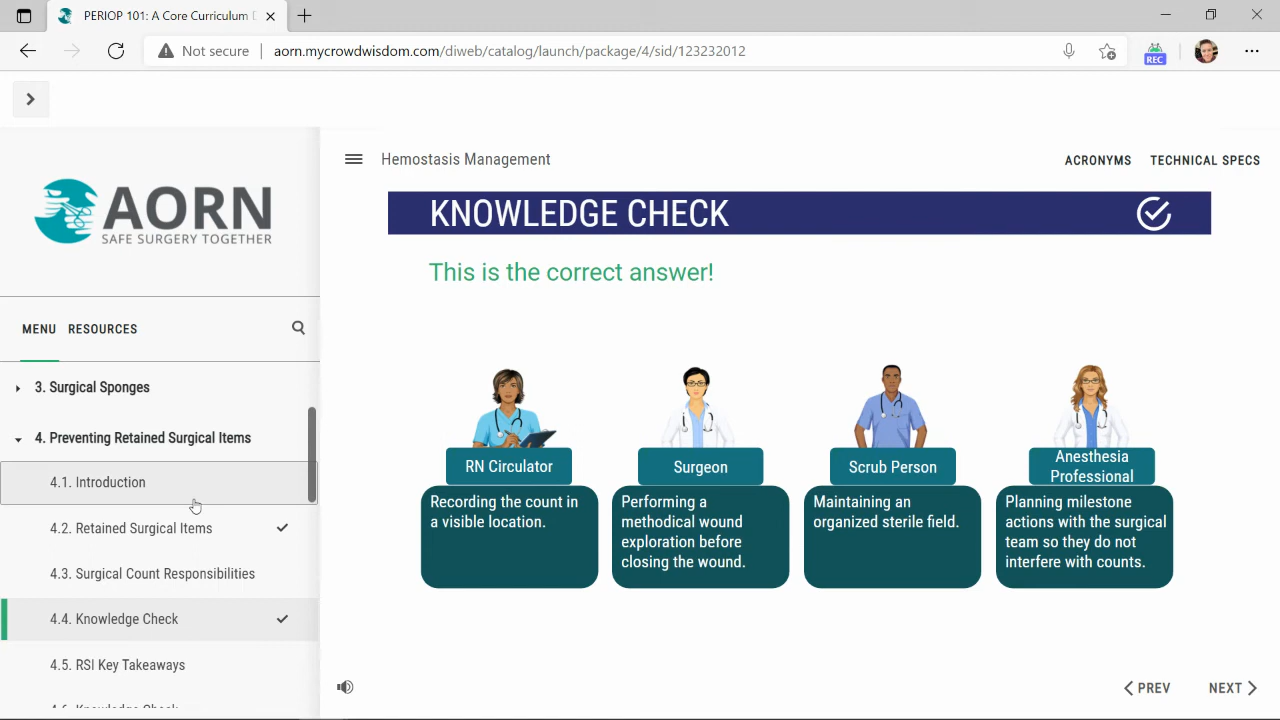 PERIOP 101: A Core Curriculum D
Not secure
aorn.mycrowdwisdom.com/diweb/catalog/launch/package/4/sid/123232012
REC
AORN
SAFE SURGERY TOGETHER
MENU
RESOURCES
3. Surgical Sponges
4. Preventing Retained Surgical Items
4.1. Introduction
4.2. Retained Surgical Items
4.3. Surgical Count Responsibilities
4.4. Knowledge Check
4.5. RSI Key Takeaways
4.6. Knowledge Check
Hemostasis Management
ACRONYMS
TECHNICAL SPECS
KNOWLEDGE CHECK
This is the correct answer!
RN Circulator
Recording the count in
a visible location.
Surgeon
Performing a
methodical wound
exploration before
closing the wound.
Scrub Person
Maintaining an
organized sterile field.
Anesthesia
Professional
Planning milestone
actions with the surgical
team so they do not
interfere with counts.
PREV
NEXT